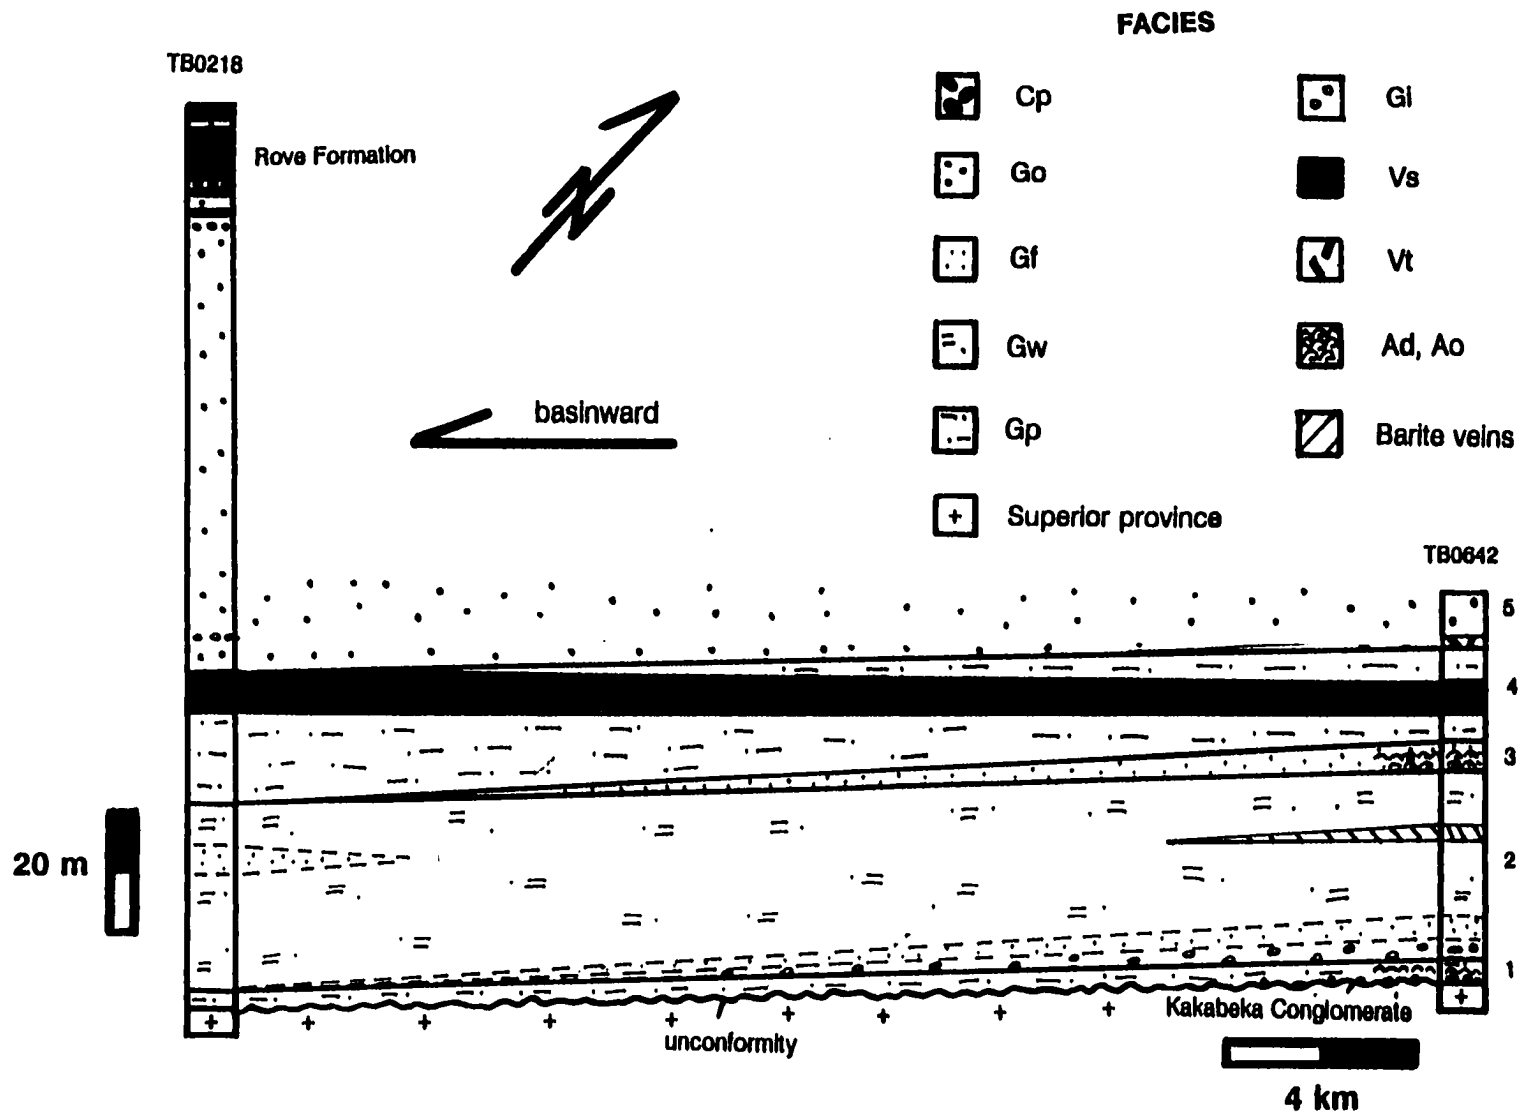 FACIES
TB0218
Rove Formation
Cp
Go
Gf
Gw
Gp
Superior province
Gi
Vs
Vt
Ad, Ao
Barite veins
basinward
TB0642
5
4
3
2
1
20 m
Kakabeka Conglomerate
unconformity
4 km